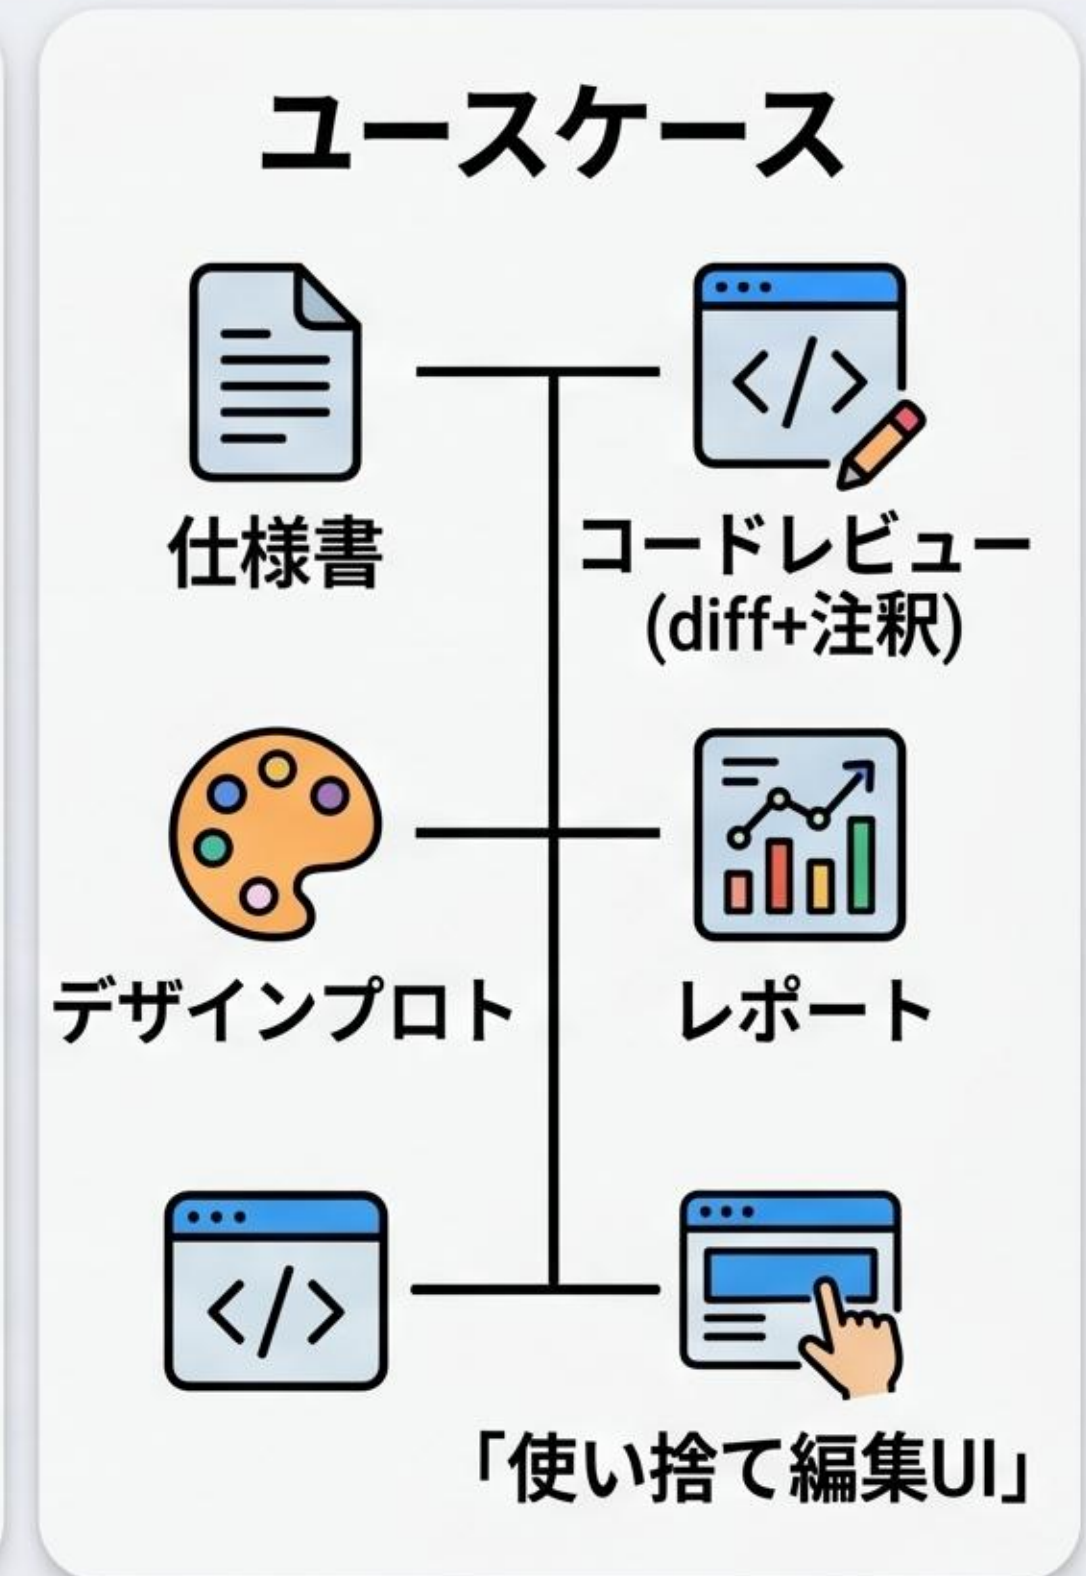 ユースケース
仕様書
コードレビュー
(diff+注釈)
デザインプロト
レポート
「使い捨て編集UI」